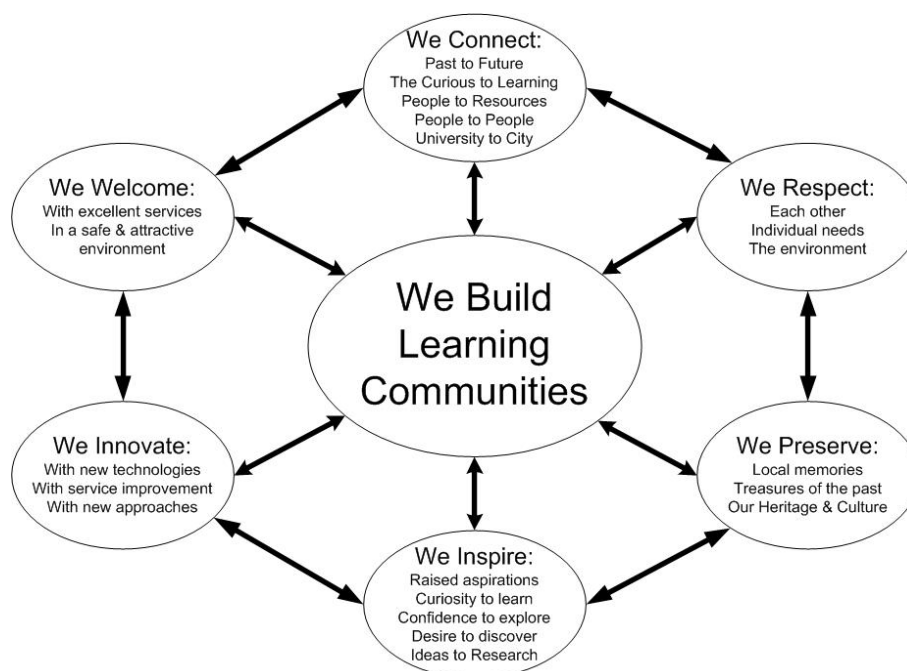 We Connect:
Past to Future
The Curious to Learning
People to Resources
People to People
University to City
We Welcome:
With excellent services
In a safe & attractive
environment
We Respect:
Each other
Individual needs
The environment
We Build
Learning
Communities
We Innovate:
With new technologies
With service improvement
With new approaches
We Preserve:
Local memories
Treasures of the past
Our Heritage & Culture
We Inspire:
Raised aspirations
Curiosity to learn
Confidence to explore
Desire to discover
Ideas to Research